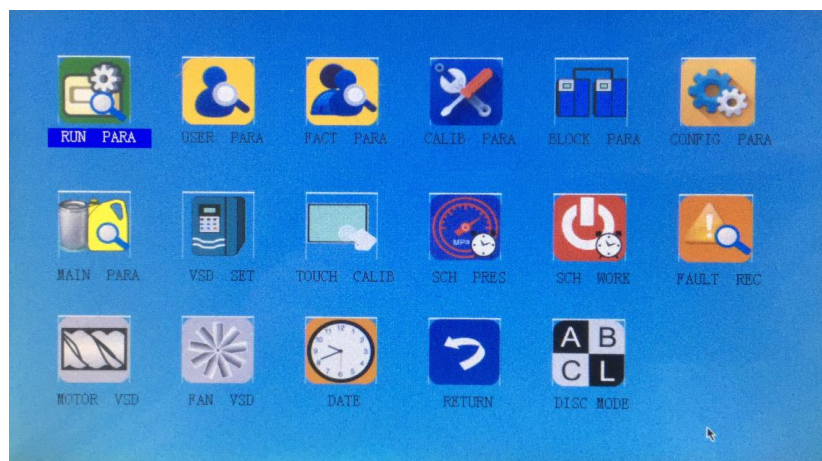 RUN PARA
USER PARA
FACT PARA
CALIB PARA
BLOCK PARA
CONFIG PARA
MPa
MAIN PARA
VSD SET
TOUCH CALIB
SCH PRES
SCH WORK
FAULT REC
A B
C L
MOTOR VSD
FAN VSD
DATE
RETURN
DISC MODE